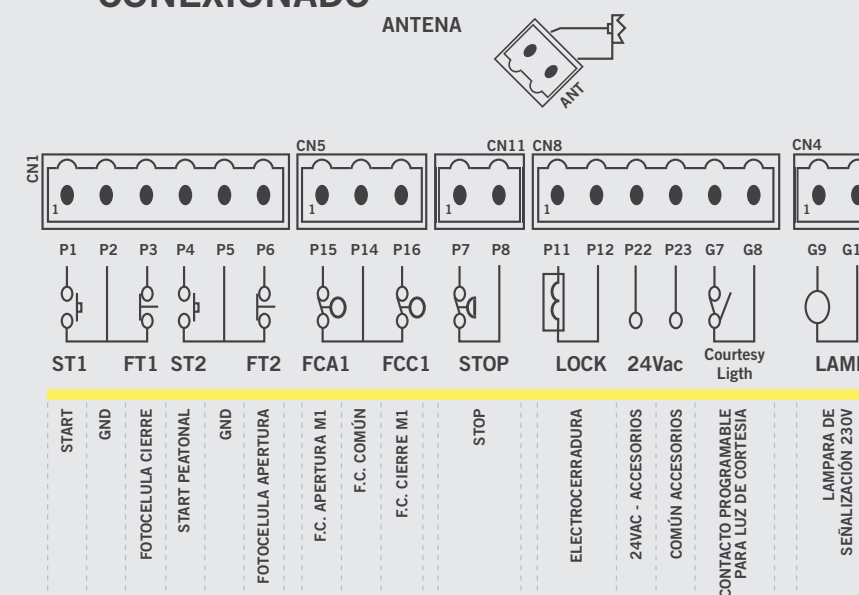 CONEXIONADO
ANTENA
ANT
CN1
CN5
CN11
CN8
CN4
1
1
1
1
1
P1 P2 P3 P4 P5 P6 P15 P14 P16 P7 P8 P11 P12 P22 P23 G7 G8 G9
ST1 FT1 ST2 FT2 FCA1 FCC1 STOP LOCK 24Vac
Courtesy
Ligth
START
GND
FOTOCELULA CIERRE
START PEATONAL
GND
FOTOCELULA APERTURA
F.C. APERTURA M1
F.C. COMÚN
F.C. CIERRE M1
STOP
ELECTROCERRADURA
24VAC - ACCESORIOS
COMÚN ACCESORIOS
CONTACTO PROGRAMABLE
PARA LUZ DE CORTESIA
LAMPARA DE
SEÑALIZACIÓN 230V